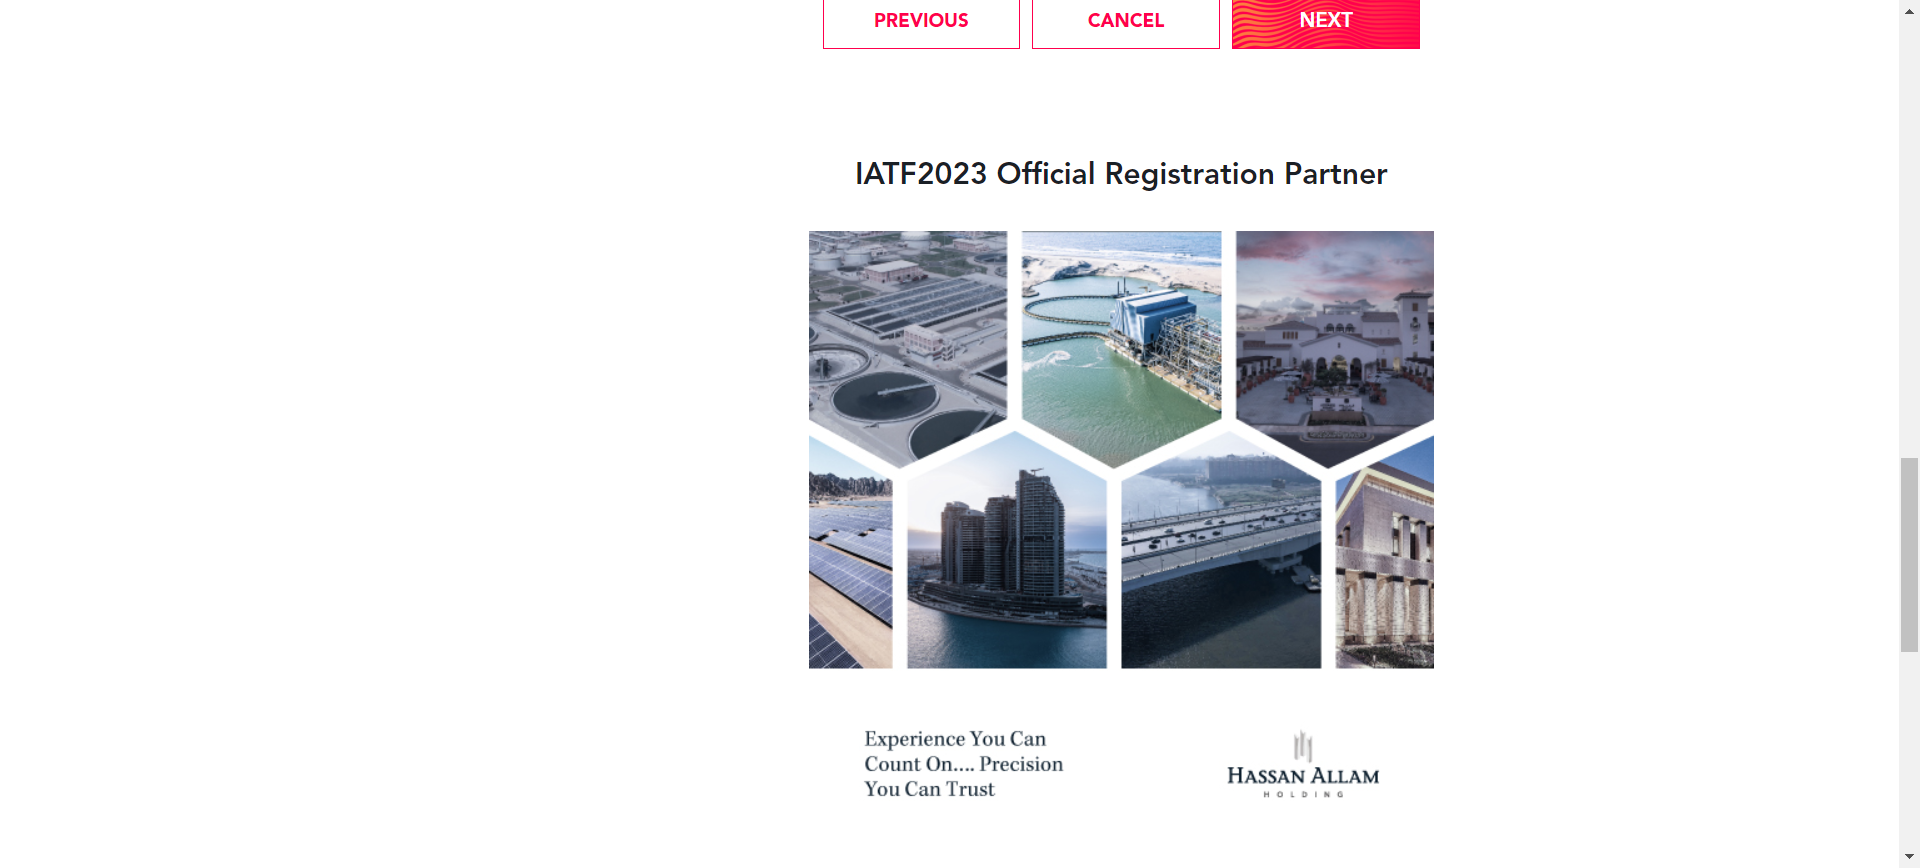 PREVIOUS
CANCEL
NEXT
IATF2023 Official Registration Partner
Experience You Can
Count On.... Precision
You Can Trust
HASSAN ALLAM
HOLDING